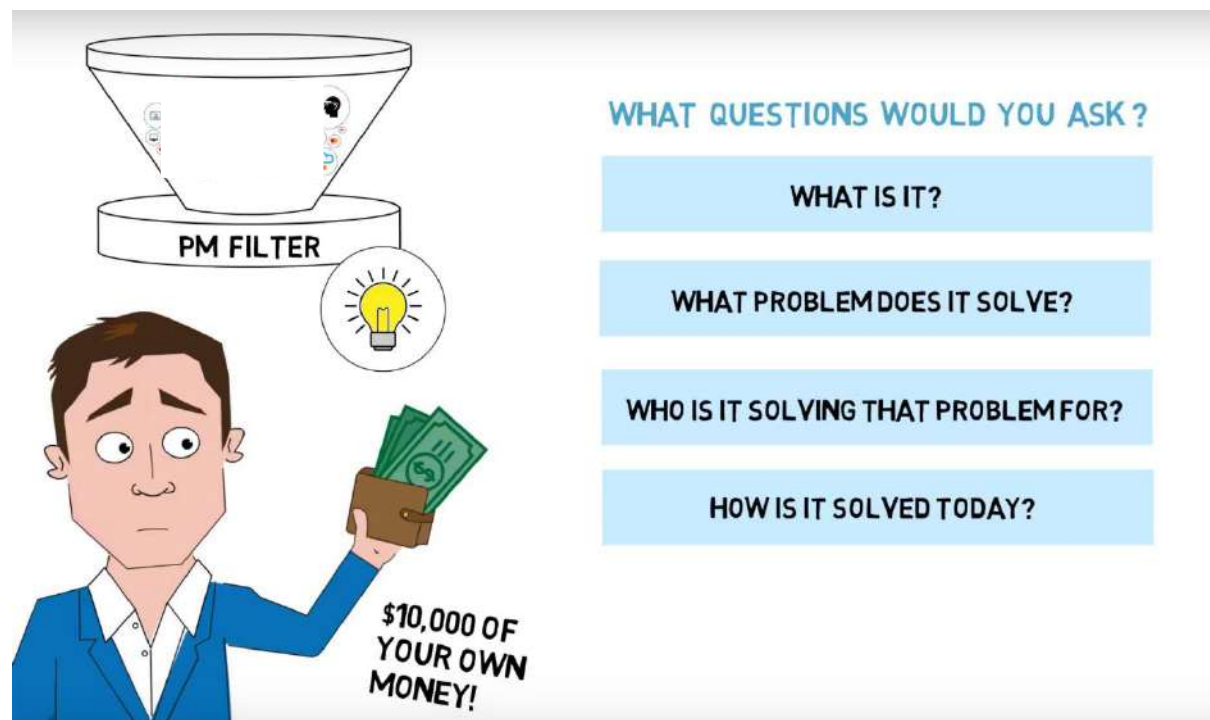 PM FILTER
$10,000 OF
YOUR OWN
MONEY!
WHAT QUESTIONS WOULD YOU ASK?
WHAT IS IT?
WHAT PROBLEM DOES IT SOLVE?
WHO IS IT SOLVING THAT PROBLEM FOR?
HOW IS IT SOLVED TODAY?